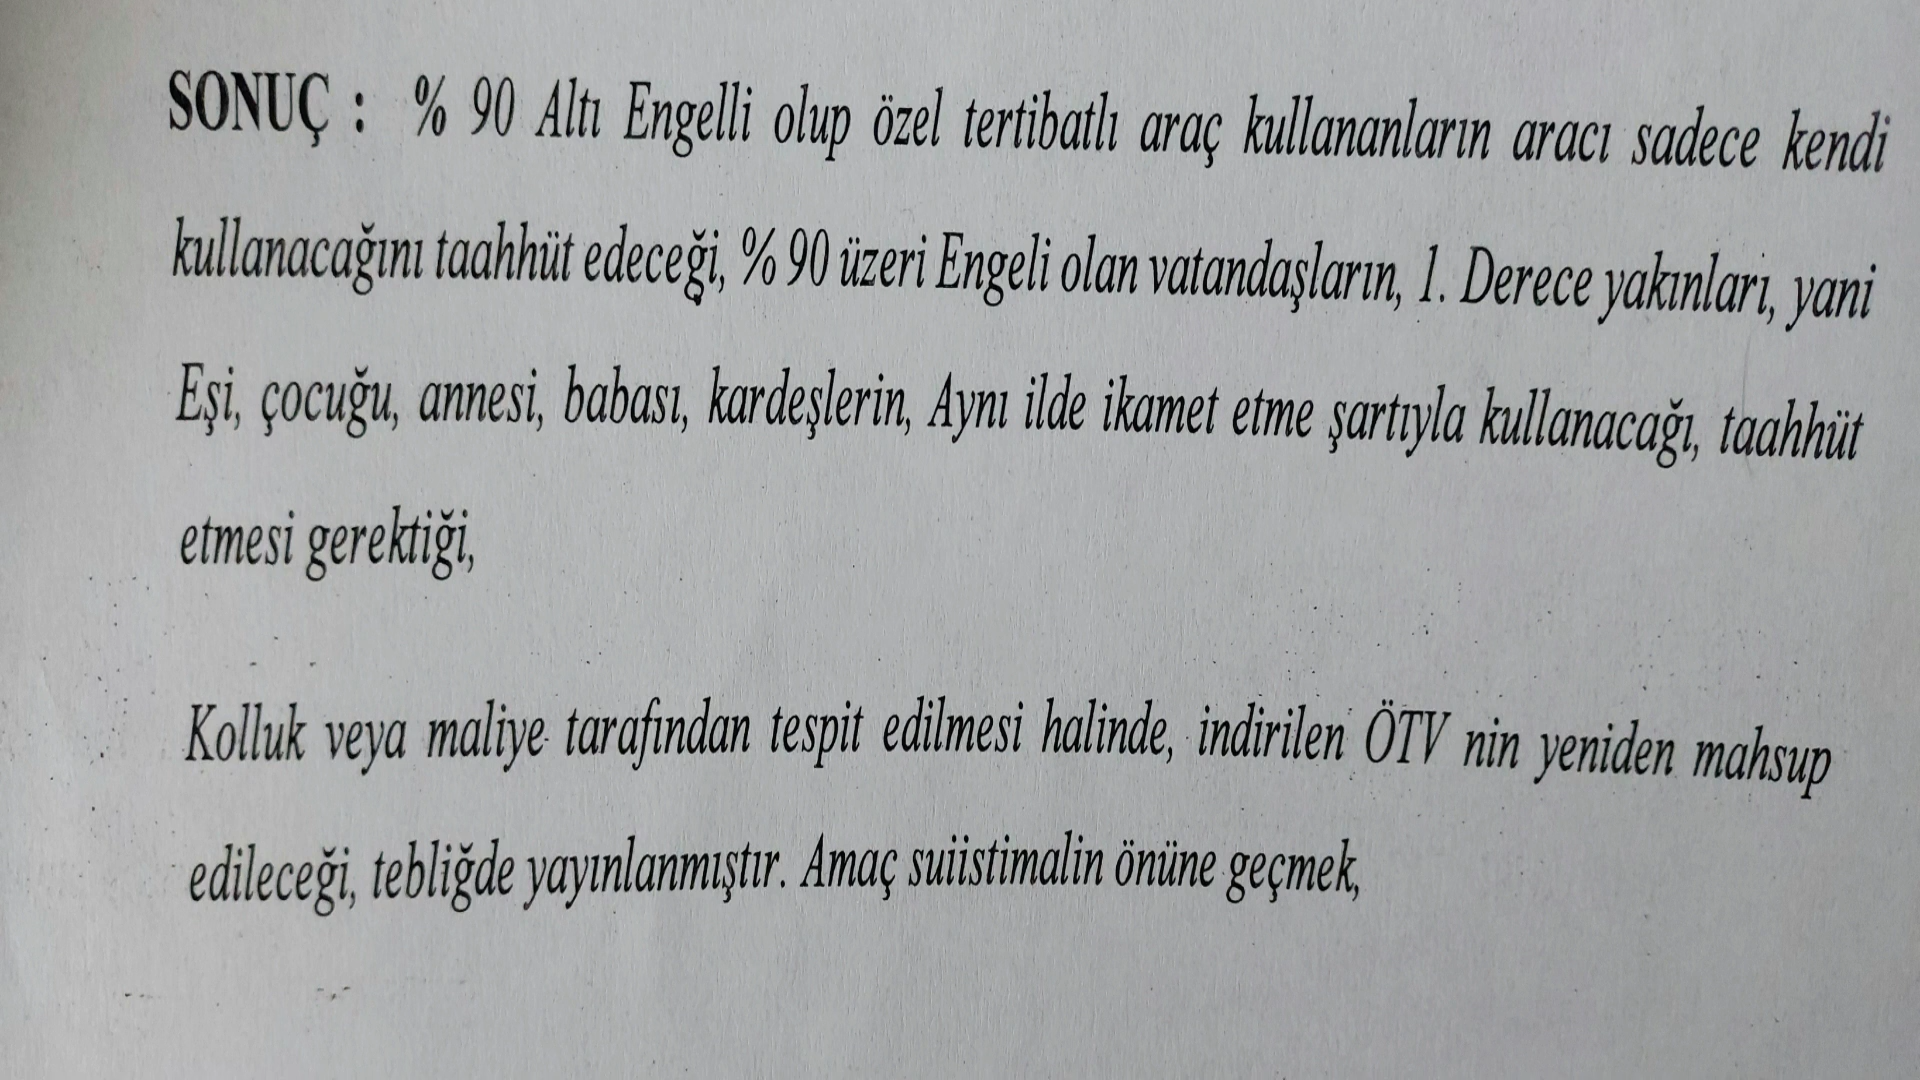 SONUÇ : % 90 Altı Engelli olup özel tertibatlı araç kullananların aracı sadece kendi
kullanacağını taahhüt edeceği, % 90 üzeri Engeli olan vatandaşların, 1. Derece yakınları, yani
Eşi, çocuğu, annesi, babası, kardeşlerin, Aynı ilde ikamet etme şartıyla kullanacağı, taahhüt
etmesi gerektiği,
Kolluk veya maliye tarafından tespit edilmesi halinde, indirilen ÖTV nin yeniden mahsup
edileceği, tebliğde yayınlanmıştır. Amaç suiistimalin önüne geçmek,